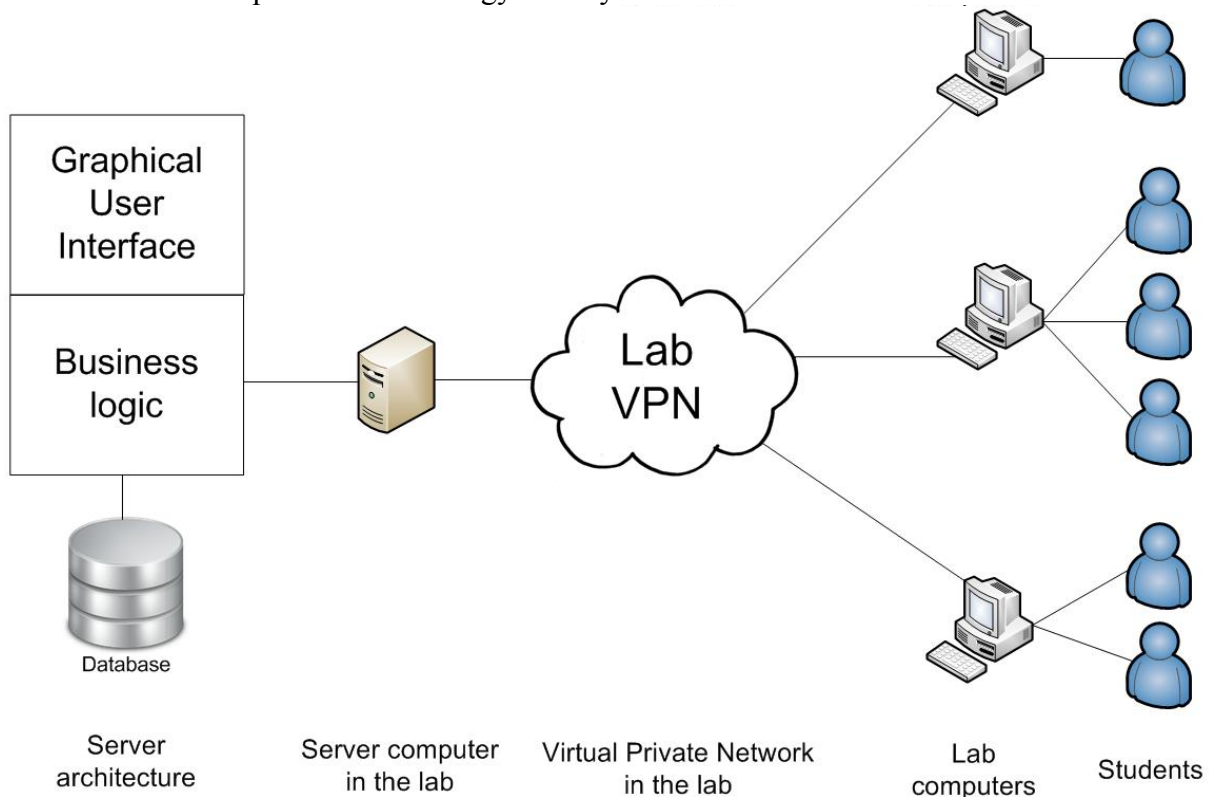 Graphical
User
Interface
Business
logic
Database
Lab
VPN
Server
architecture
Server computer
in the lab
Virtual Private Network
in the lab
Lab
computers
Students